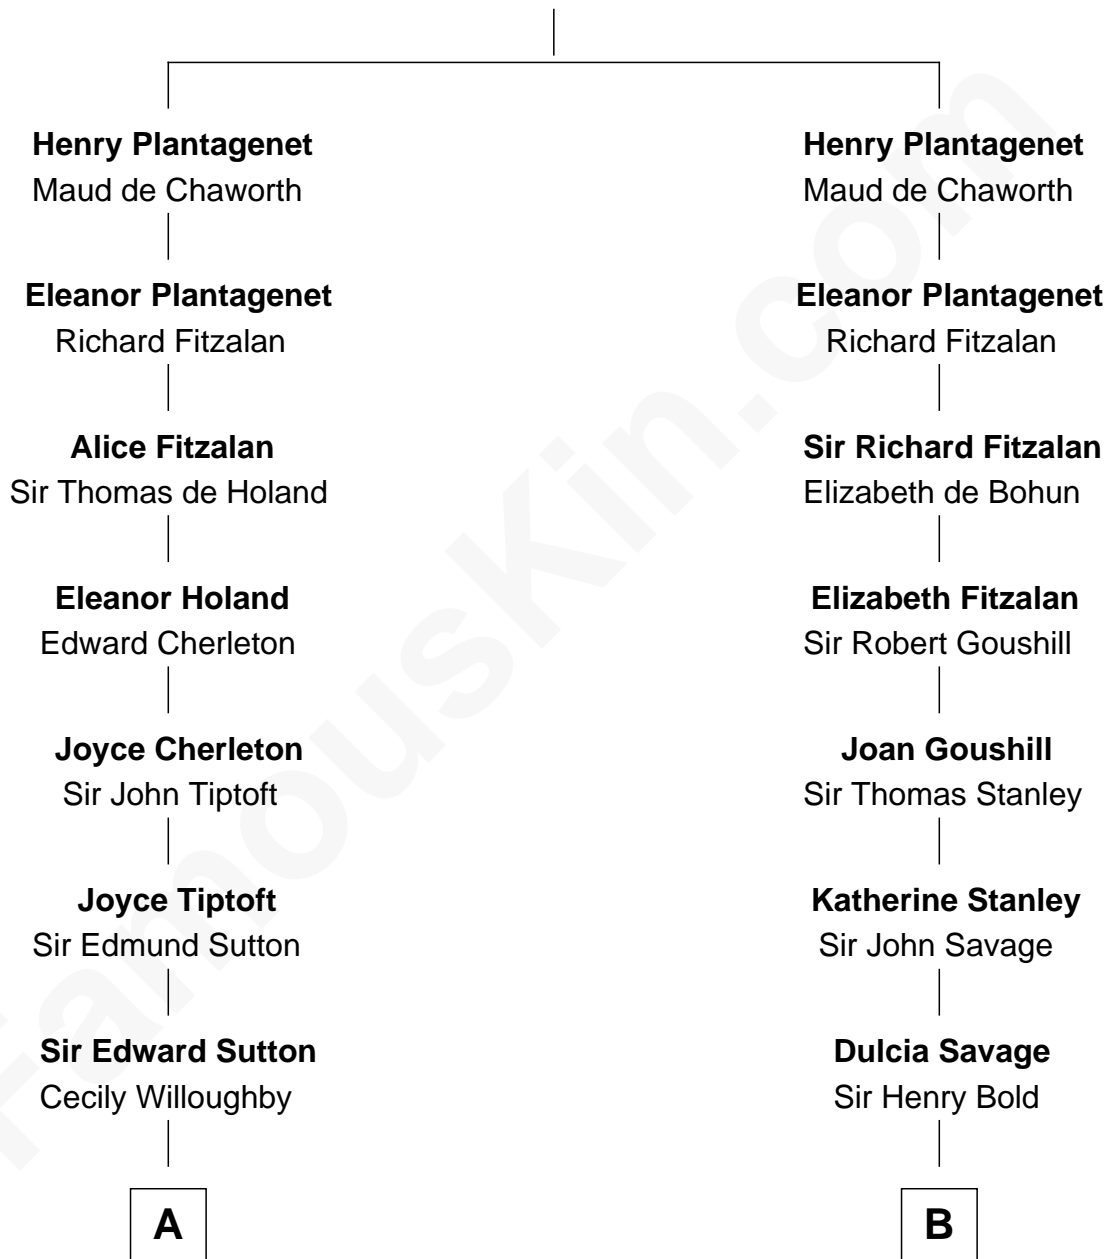 Henry Plantagenet
Maud de Chaworth
Eleanor Plantagenet
Richard Fitzalan
Alice Fitzalan
Sir Thomas de Holand
Eleanor Holand
Edward Cherleton
Joyce Cherleton
Sir John Tiptoft
Joyce Tiptoft
Sir Edmund Sutton
Sir Edward Sutton
Cecily Willoughby
A
Henry Plantagenet
Maud de Chaworth
Eleanor Plantagenet
Richard Fitzalan
Sir Richard Fitzalan
Elizabeth de Bohun
Elizabeth Fitzalan
Sir Robert Goushill
Joan Goushill
Sir Thomas Stanley
Katherine Stanley
Sir John Savage
Dulcia Savage
Sir Henry Bold
B
FamousKin.com